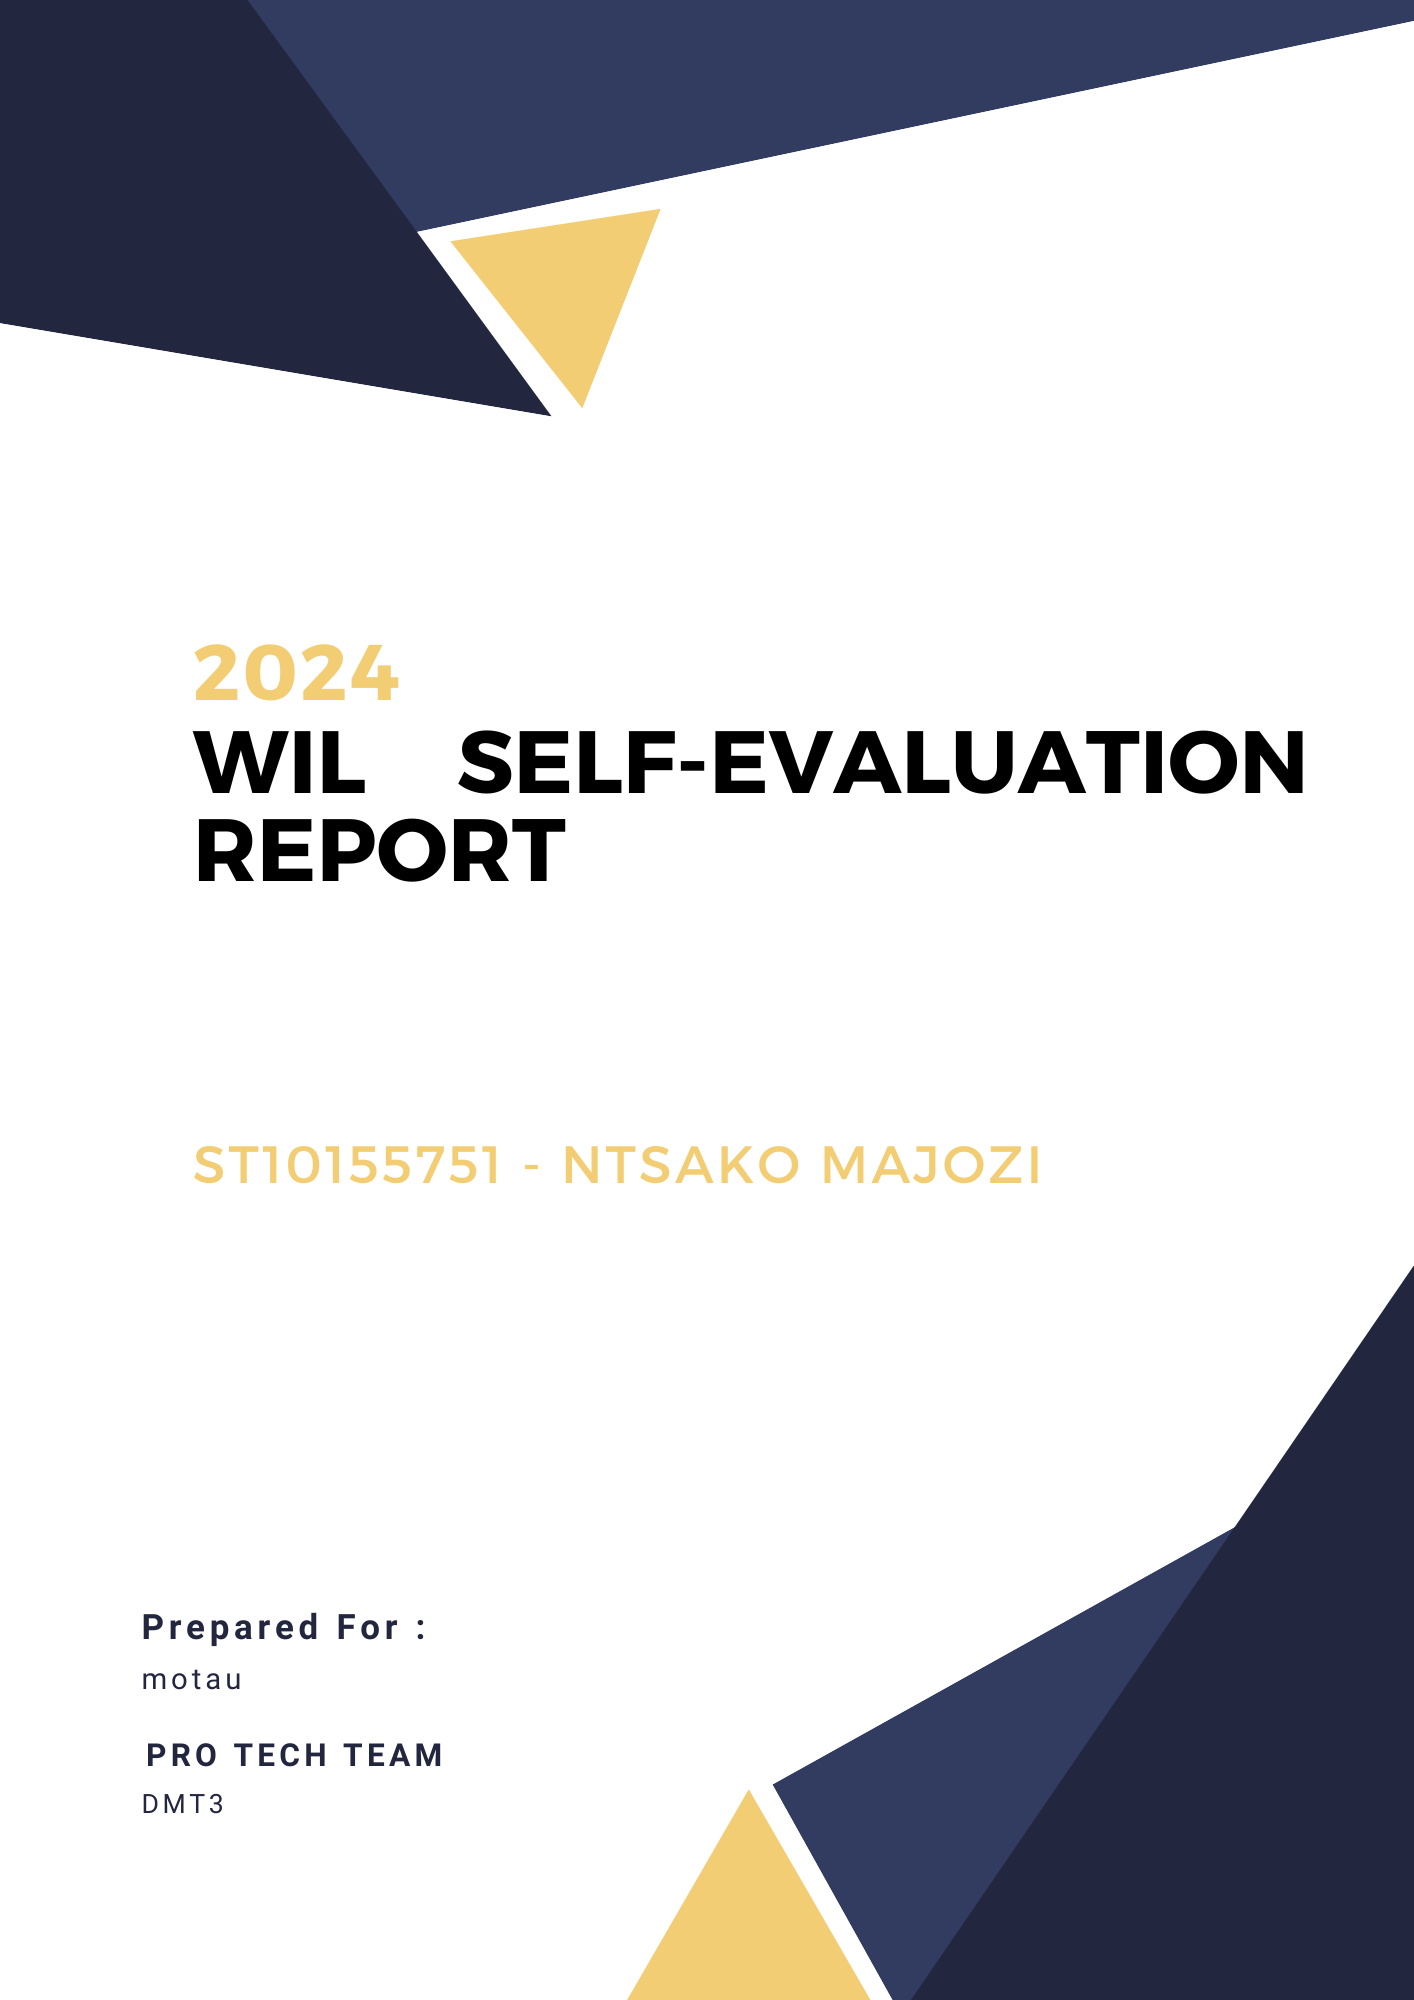 2024
WIL SELF-EVALUATION
REPORT
ST10155751 - NTSAKO MAJOZI
Prepared For :
motau
PRO TECH TEAM
DMT3